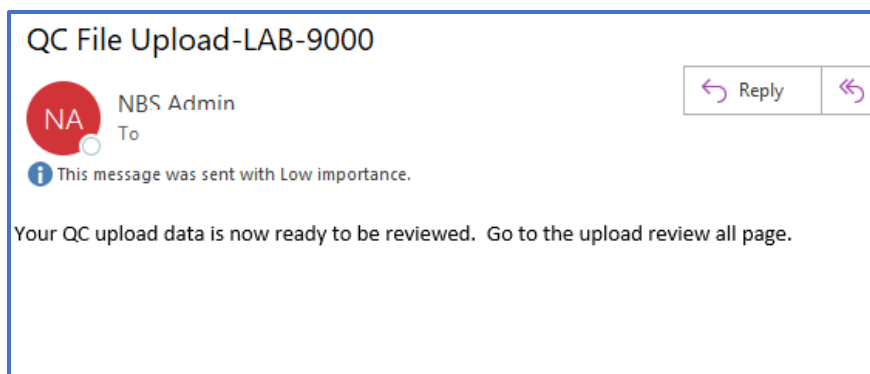 QC File Upload-LAB-9000
NA
NBS Admin
Reply
To
This message was sent with Low importance.
Your QC upload data is now ready to be reviewed.  Go to the upload review all page.